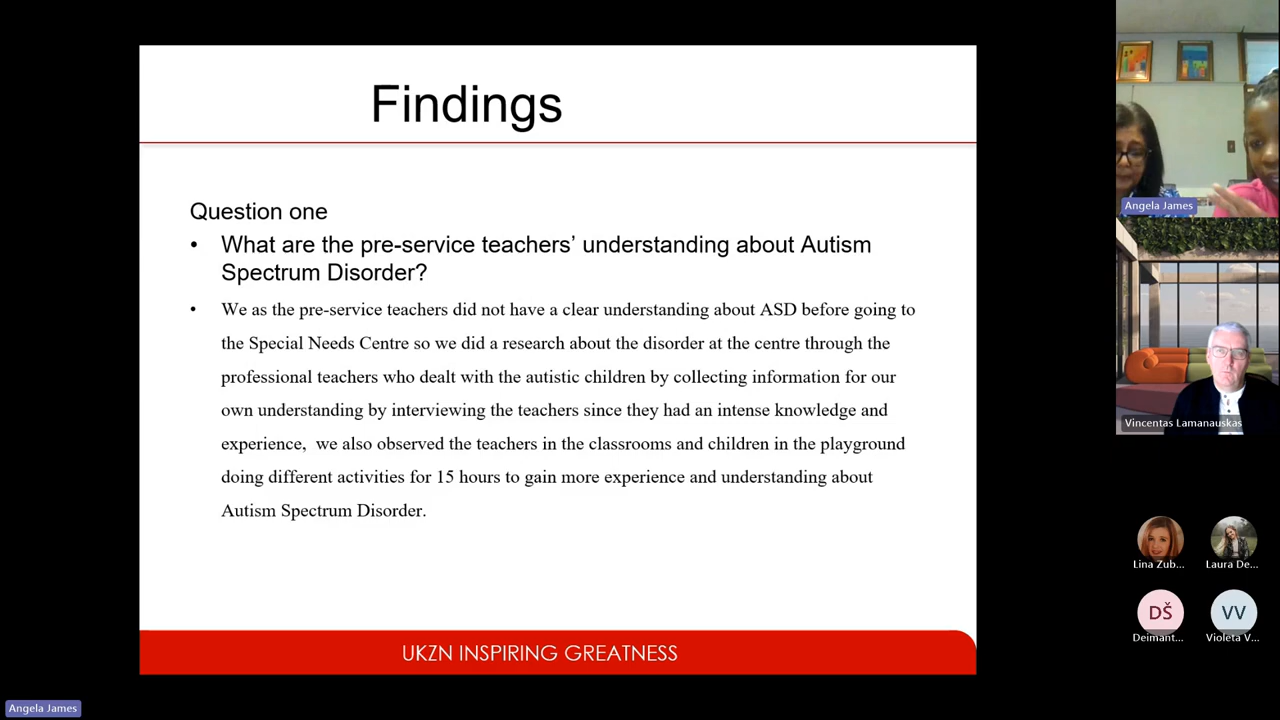 Findings
Question one
• What are the pre-service teachers’ understanding about Autism
Spectrum Disorder?
• We as the pre-service teachers did not have a clear understanding about ASD before going to
the Special Needs Centre so we did a research about the disorder at the centre through the
professional teachers who dealt with the autistic children by collecting information for our
own understanding by interviewing the teachers since they had an intense knowledge and
experience,  we also observed the teachers in the classrooms and children in the playground
doing different activities for 15 hours to gain more experience and understanding about
Autism Spectrum Disorder.
UKZN INSPIRING GREATNESS
Angela James
Angela James
Vincentas Lamanauskas
Lina Zub...
Laura De...
DŠ
VV
Deimant...
Violeta V...